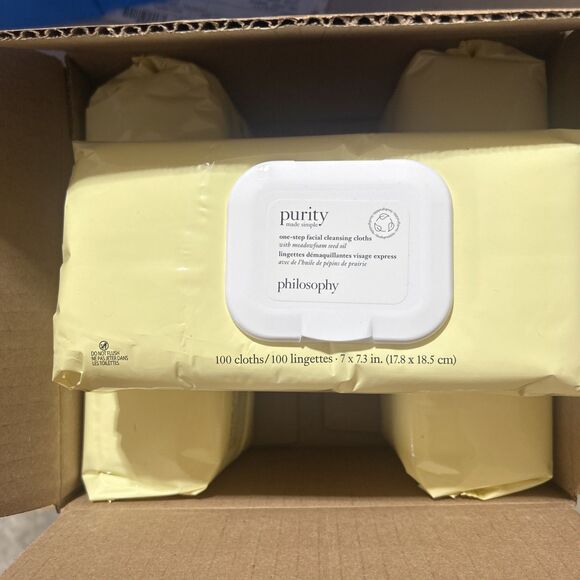 purity
made simple
one-step facial cleansing cloths
with meadowfoam seed oil
lingettes démaquillantes visage express
avec de l'huile de pépins de prairie
philosophy
DO NOT FLUSH
NE PAS JETER DANS
LES TOILETTES
100 cloths/100 lingettes · 7 x 7.3 in. (17.8 x 18.5 cm)